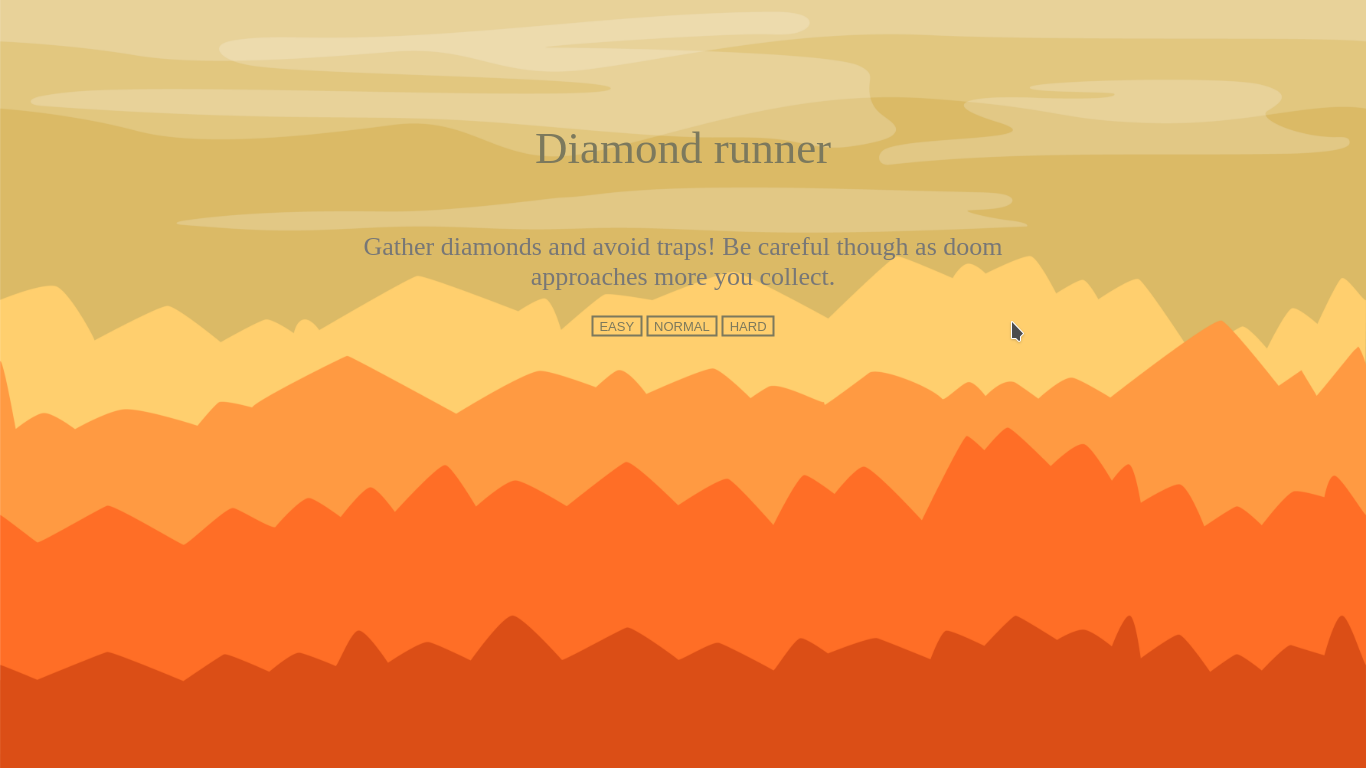 Diamond runner
Gather diamonds and avoid traps! Be careful though as doom
approaches more you collect.
EASY NORMAL HARD